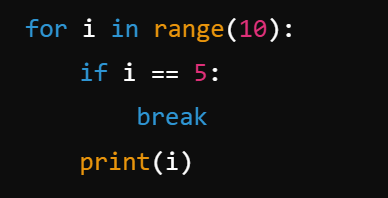 for i in range(10):
    if i == 5:
        break
    print(i)